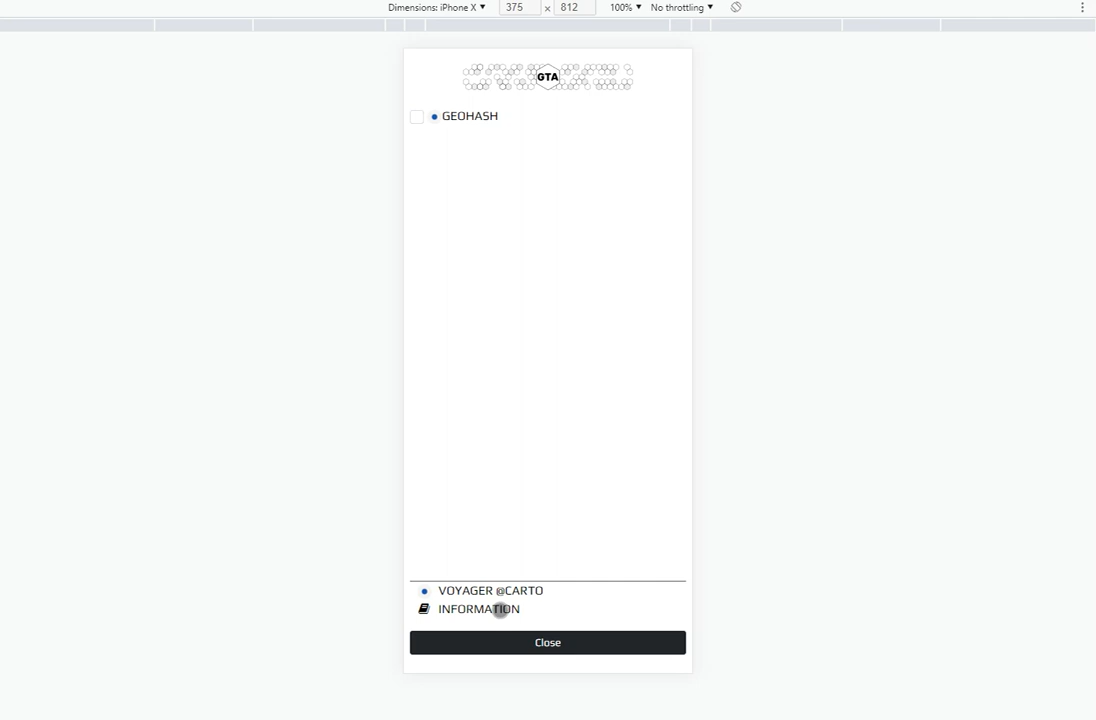 Dimensions: iPhone X ▼ 375 × 812 100% ▼ No throttling ▼
GTA
GEOHASH
VOYAGER @CARTO
INFORMATION
Close